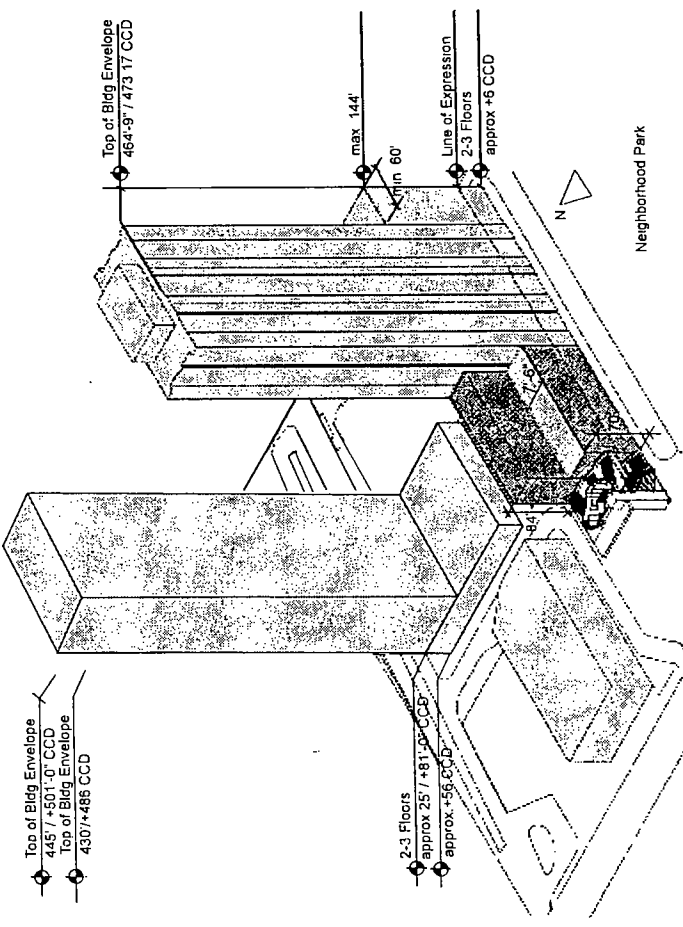 Top of Bldg Envelope
464'-9" / 473 17 CCD
max 144'
min 60'
Line of Expression
2-3 Floors
approx +6 CCD
N
Neighborhood Park
Top of Bldg Envelope
445' / +501'-0" CCD
Top of Bldg Envelope
430'/+486 CCD
2-3 Floors
approx 25' / +81'-0" CCD
approx.+56.CCD